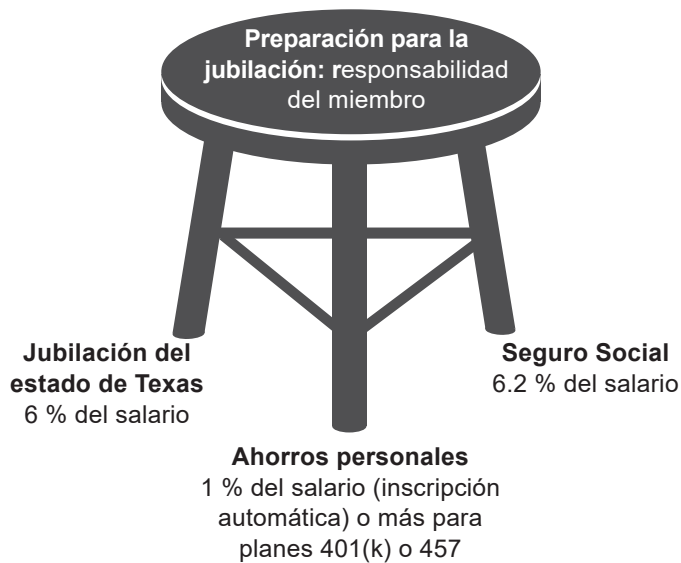 Preparación para la
jubilación: responsabilidad
del miembro
Jubilación del
estado de Texas
6 % del salario
Seguro Social
6.2 % del salario
Ahorros personales
1 % del salario (inscripción
automática) o más para
planes 401(k) o 457